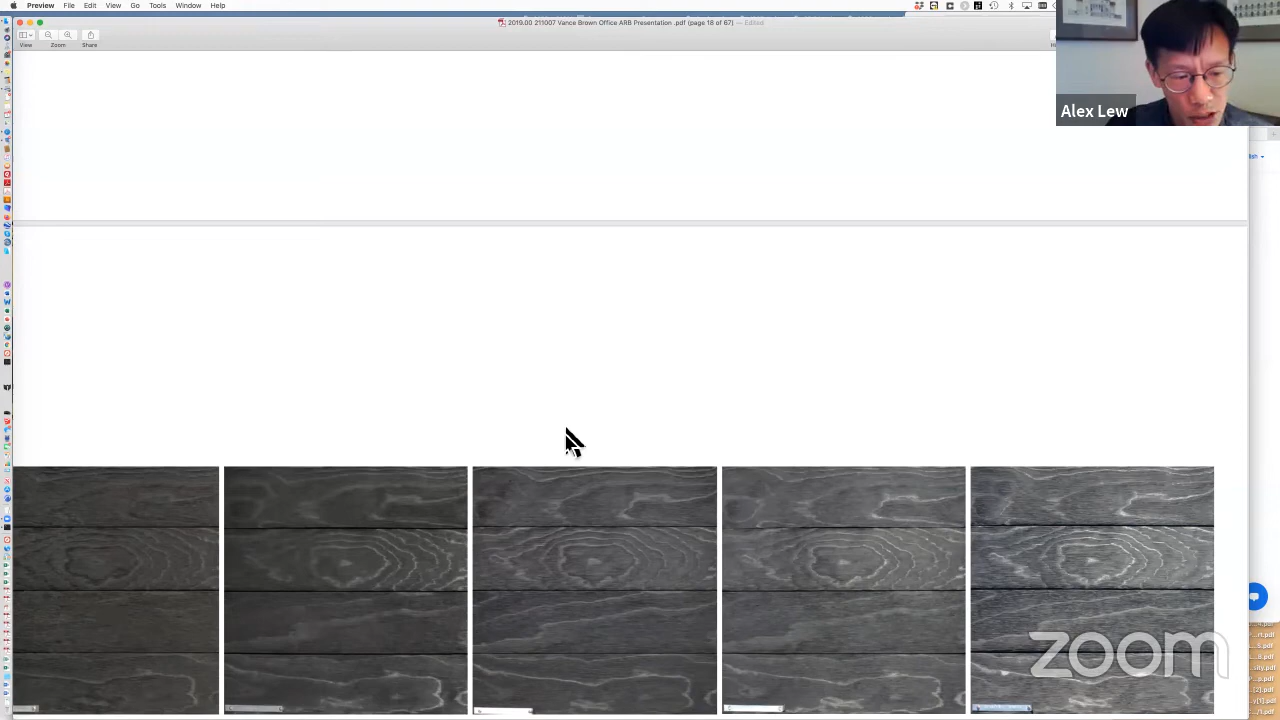 Preview File Edit View Go Tools Window Help
2019.00 211007 Vance Brown Office ARB Presentation .pdf (page 18 of 67) — Edited
View Zoom Share
Alex Lew
zoom